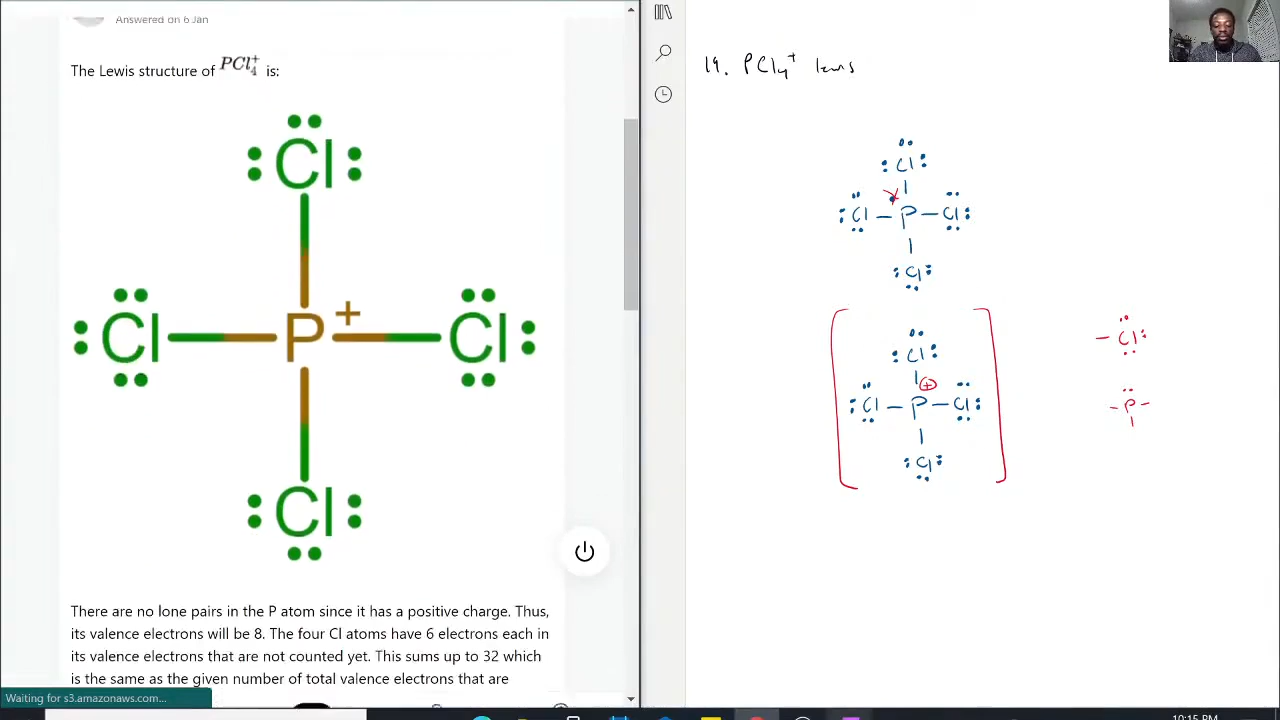 Answered on 6 Jan
The Lewis structure of PCl₄⁺ is:
Cl
Cl P + Cl
Cl
There are no lone pairs in the P atom since it has a positive charge. Thus,
its valence electrons will be 8. The four Cl atoms have 6 electrons each in
its valence electrons that are not counted yet. This sums up to 32 which
is the same as the given number of total valence electrons that are
Waiting for s3.amazonaws.com...
19. PCl₄⁺ lewis
Cl
Cl P Cl
Cl
Cl
+
Cl P Cl
Cl
Cl
P
10:15 PM